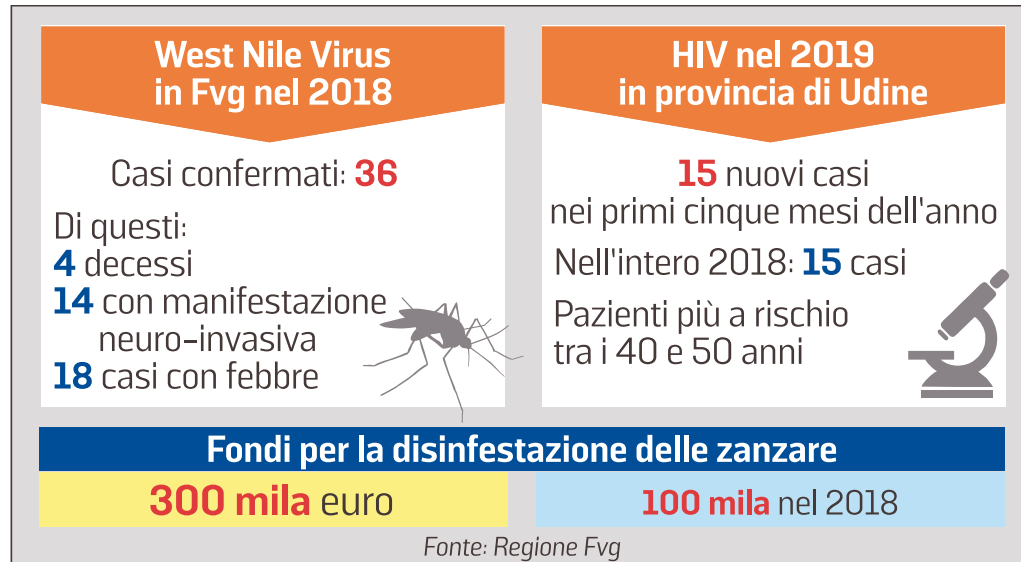 West Nile Virus
in Fvg nel 2018
Casi confermati: 36
Di questi:
4 decessi
14 con manifestazione
neuro-invasiva
18 casi con febbre
HIV nel 2019
in provincia di Udine
15 nuovi casi
nei primi cinque mesi dell'anno
Nell'intero 2018: 15 casi
Pazienti più a rischio
tra i 40 e 50 anni
Fondi per la disinfestazione delle zanzare
300 mila euro
100 mila nel 2018
Fonte: Regione Fvg